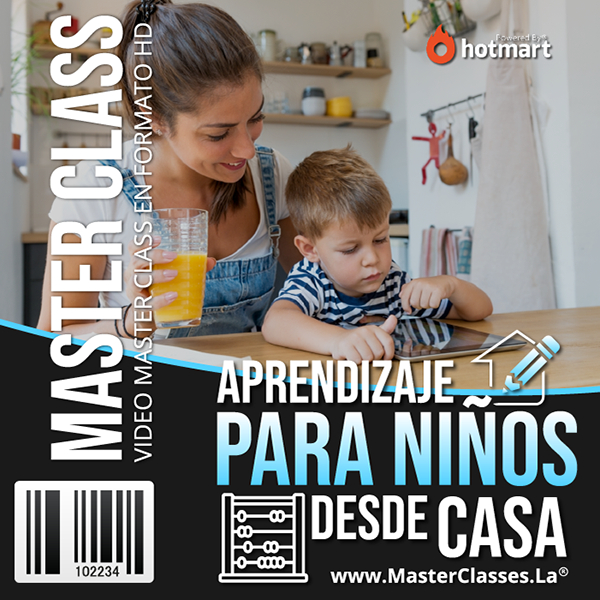 MASTER CLASS
VIDEO MASTER CLASS EN FORMATO HD
Powered By®
hotmart
APRENDIZAJE
PARA NIÑOS
DESDE CASA
102234
www.MasterClasses.La®